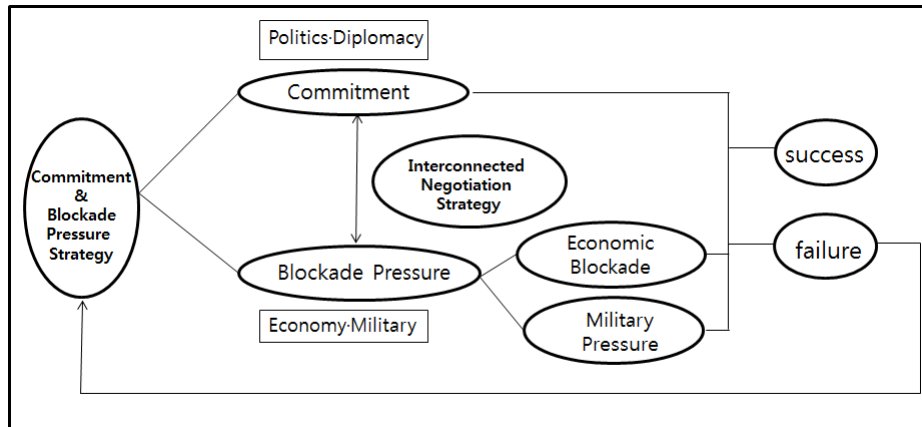 Politics·Diplomacy
Commitment
Commitment
&
Blockade
Pressure
Strategy
Interconnected
Negotiation
Strategy
success
Blockade Pressure
Economic
Blockade
failure
Economy·Military
Military
Pressure